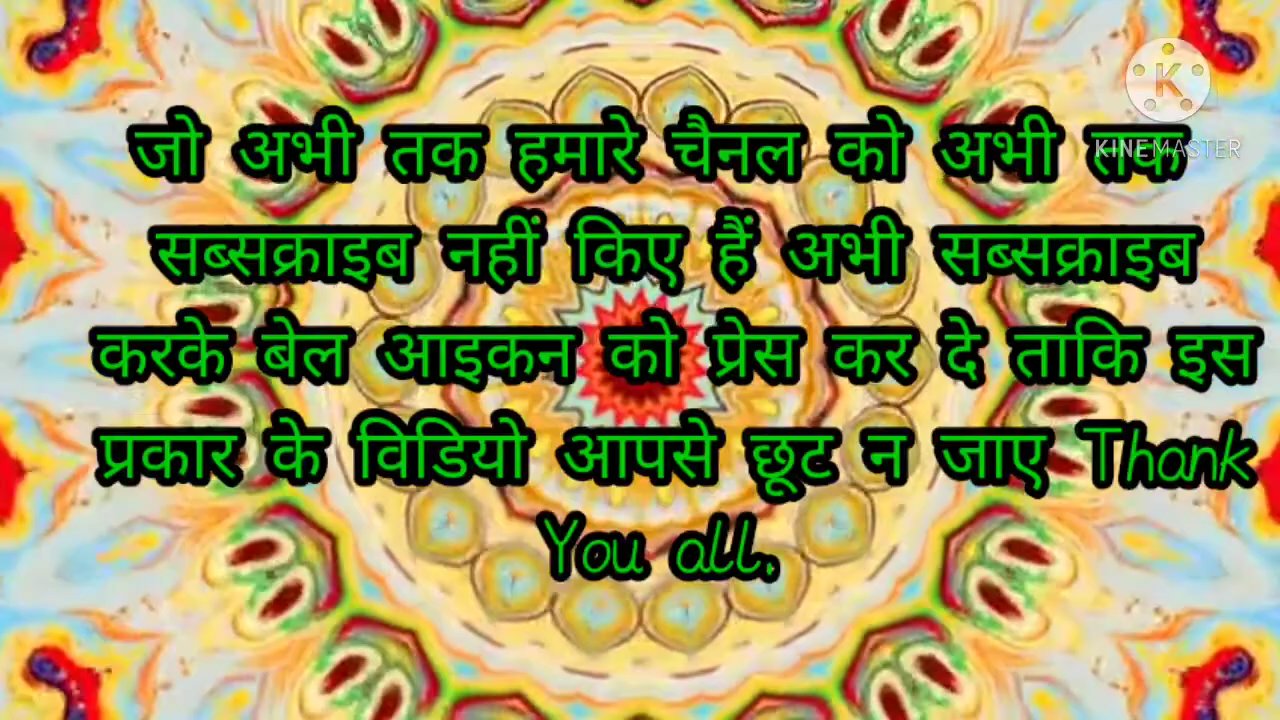 जो अभी तक हमारे चैनल को अभी तक
सब्सक्राइब नहीं किए हैं अभी सब्सक्राइब
करके बेल आइकन को प्रेस कर दे ताकि इस
प्रकार के विडियो आपसे छूट न जाए Thank
You all.
K
KINEMASTER